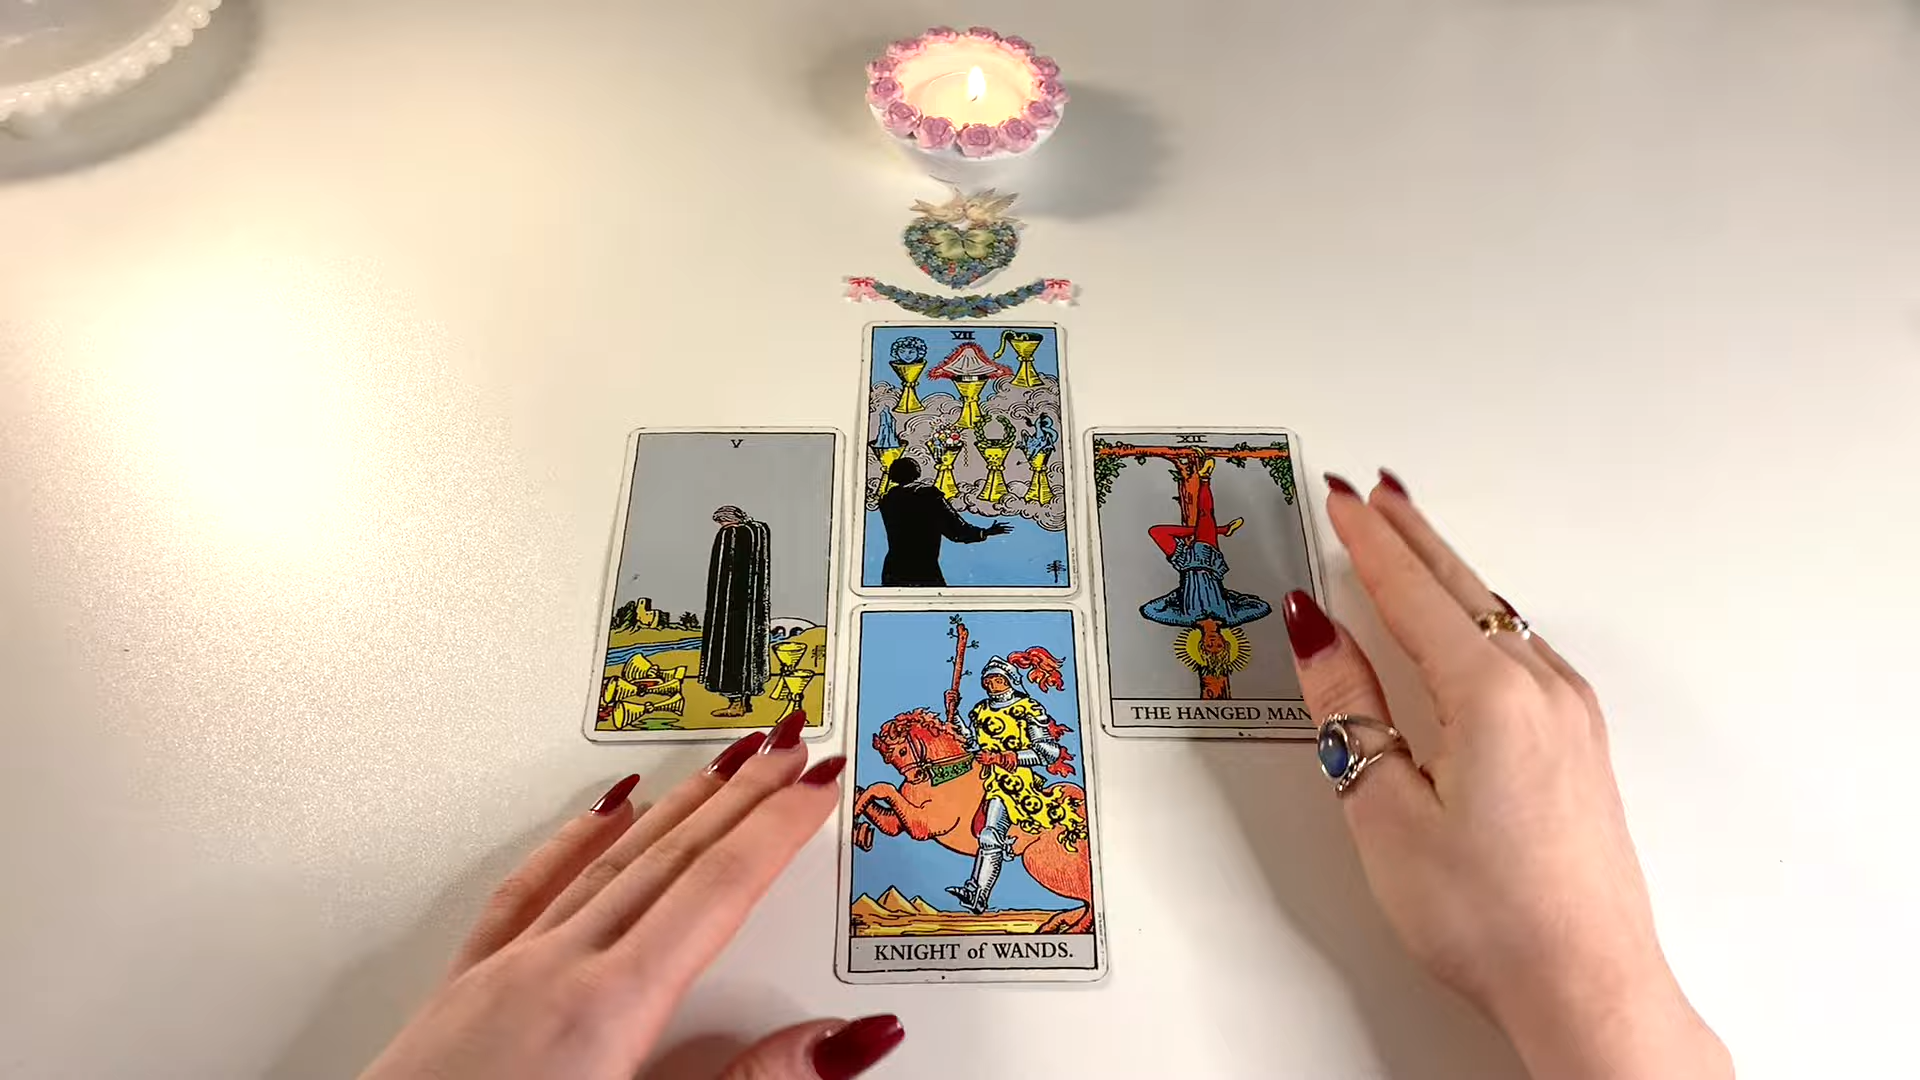 VII
V
XII
THE HANGED MAN
KNIGHT of WANDS.